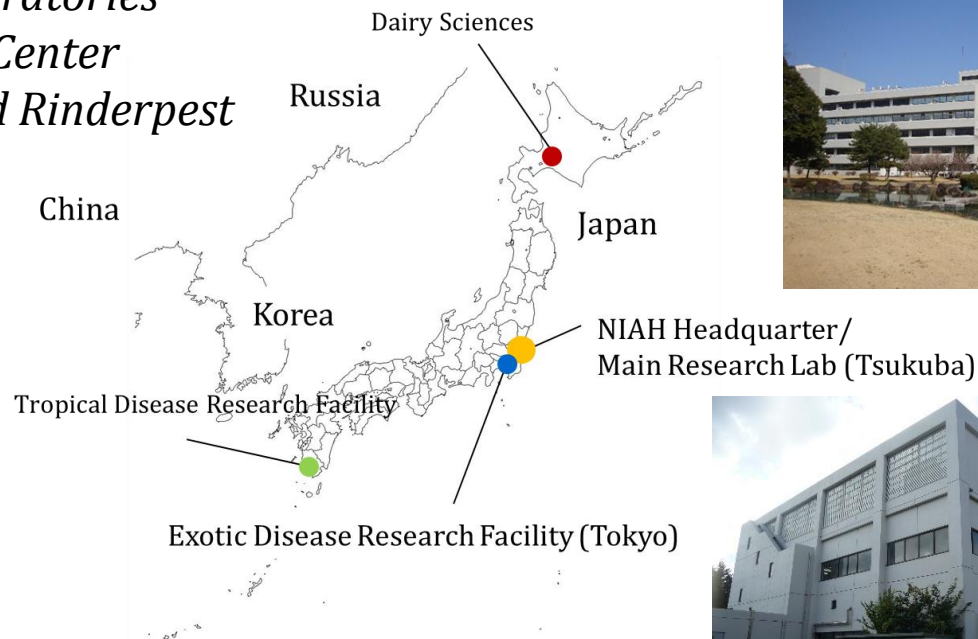 Center
Rinderpest
Dairy Sciences
Russia
China
Japan
Korea
NIAH Headquarter/
Main Research Lab (Tsukuba)
Tropical Disease Research Facility
Exotic Disease Research Facility (Tokyo)